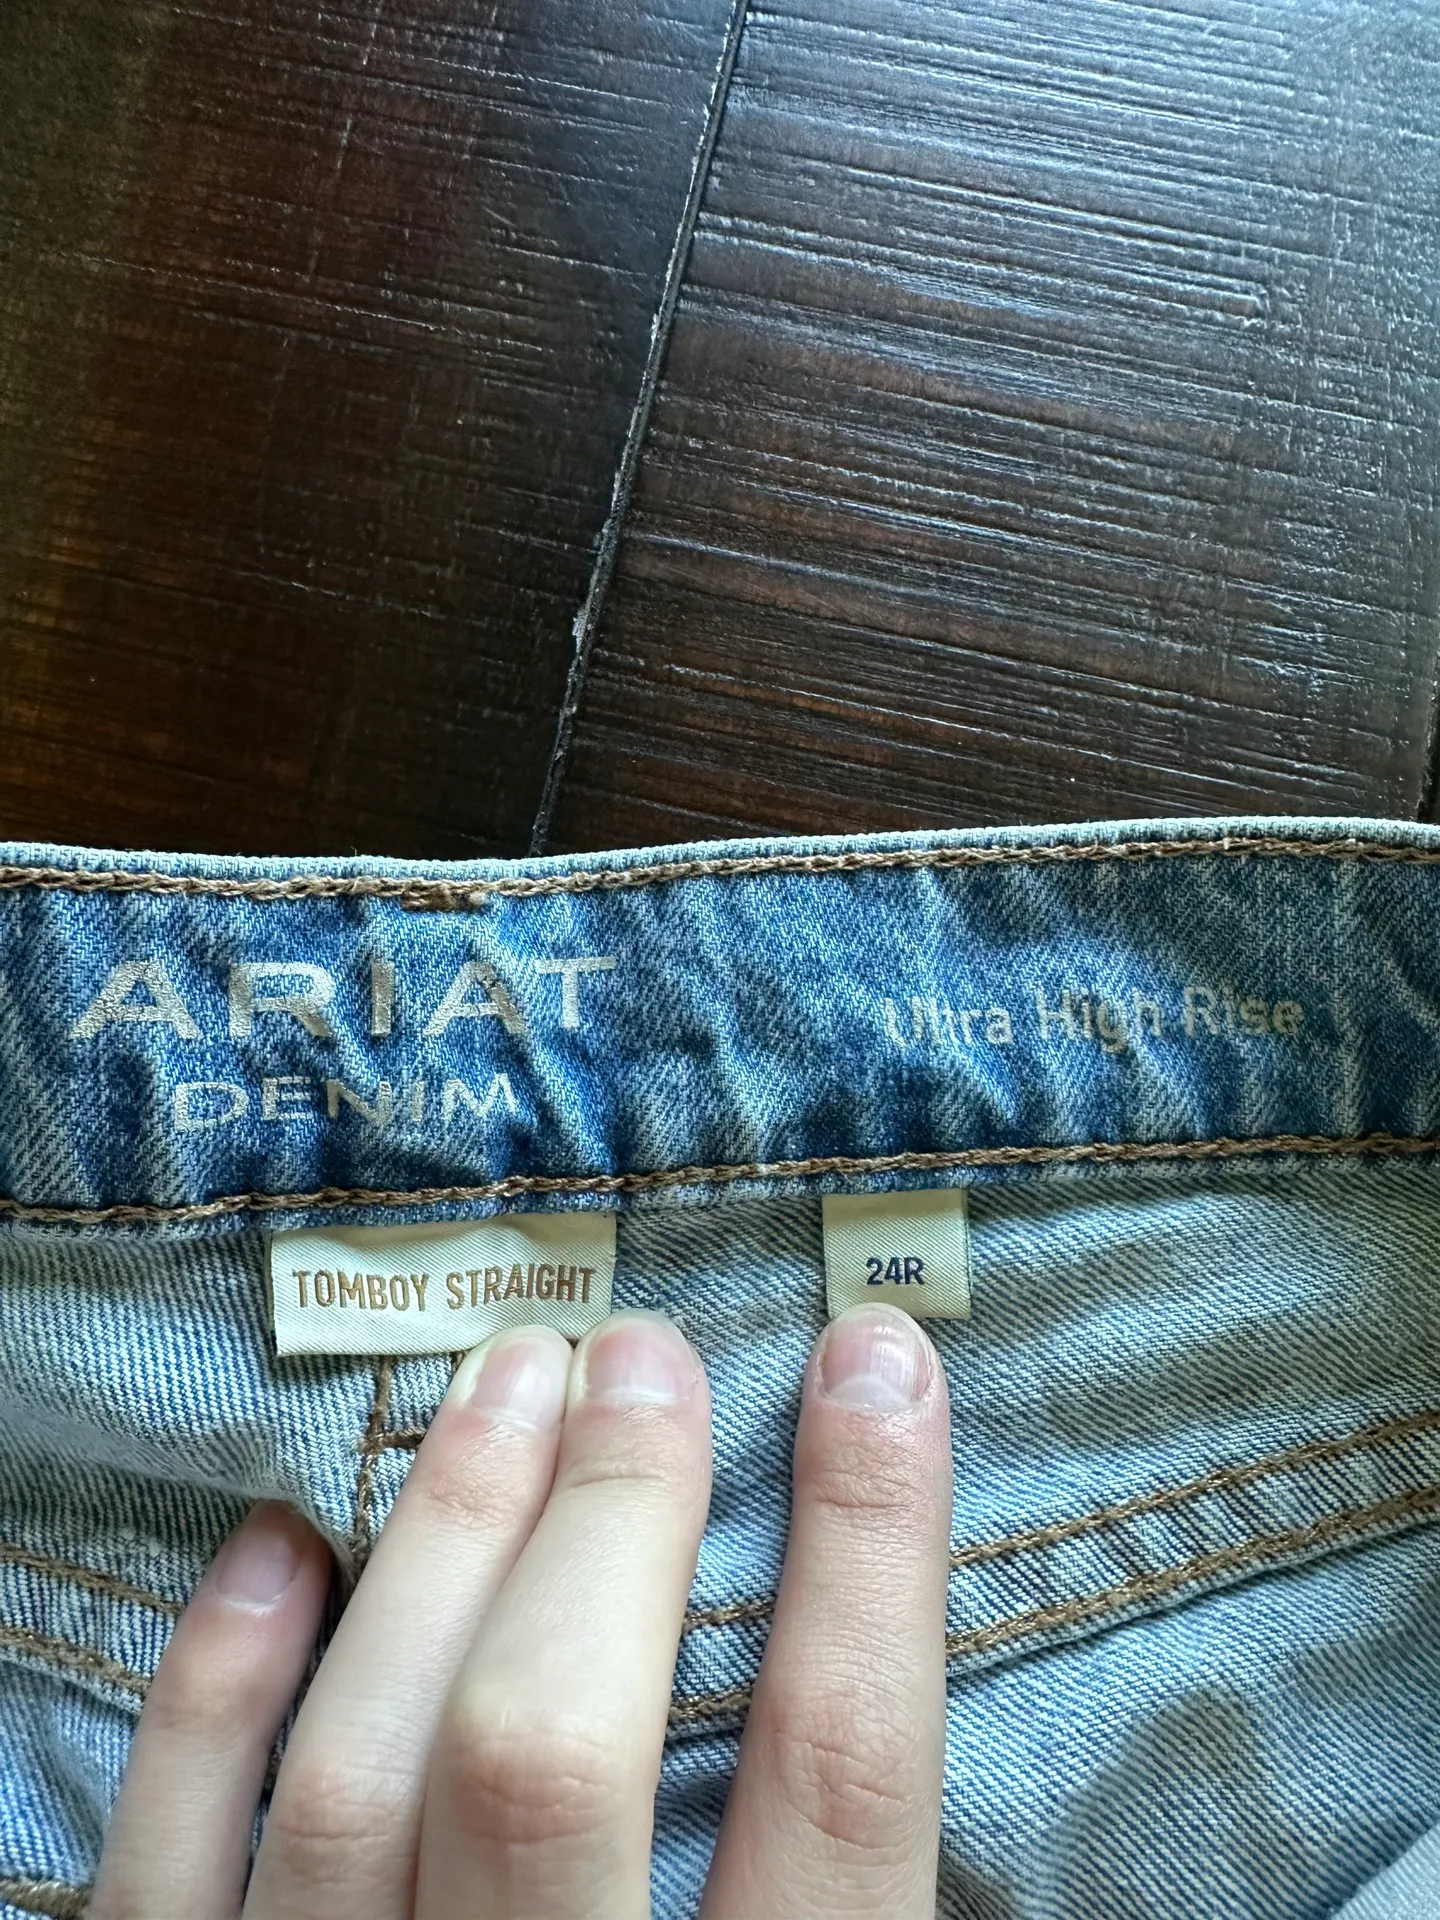 ARIAT
DENIM
Ultra High Rise
TOMBOY STRAIGHT
24R